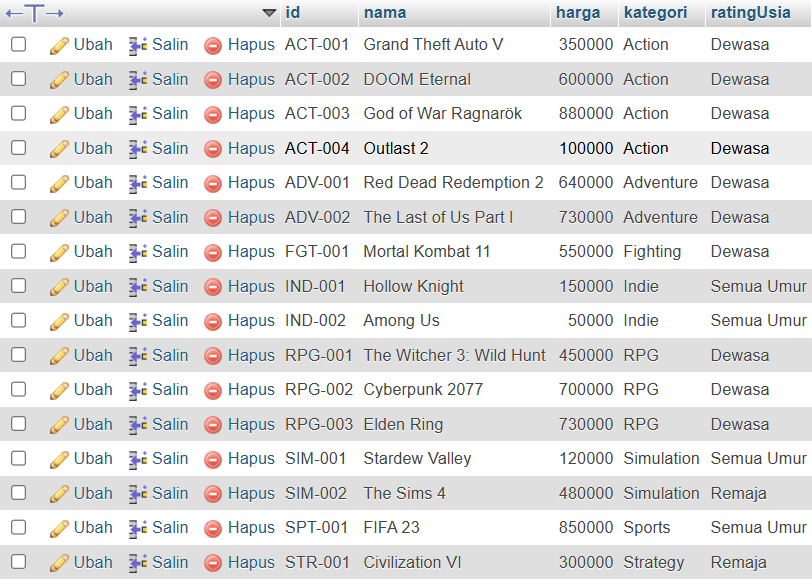 id nama harga kategori ratingUsia
Ubah Salin Hapus ACT-001 Grand Theft Auto V 350000 Action Dewasa
Ubah Salin Hapus ACT-002 DOOM Eternal 600000 Action Dewasa
Ubah Salin Hapus ACT-003 God of War Ragnarök 880000 Action Dewasa
Ubah Salin Hapus ACT-004 Outlast 2 100000 Action Dewasa
Ubah Salin Hapus ADV-001 Red Dead Redemption 2 640000 Adventure Dewasa
Ubah Salin Hapus ADV-002 The Last of Us Part I 730000 Adventure Dewasa
Ubah Salin Hapus FGT-001 Mortal Kombat 11 550000 Fighting Dewasa
Ubah Salin Hapus IND-001 Hollow Knight 150000 Indie Semua Umur
Ubah Salin Hapus IND-002 Among Us 50000 Indie Semua Umur
Ubah Salin Hapus RPG-001 The Witcher 3: Wild Hunt 450000 RPG Dewasa
Ubah Salin Hapus RPG-002 Cyberpunk 2077 700000 RPG Dewasa
Ubah Salin Hapus RPG-003 Elden Ring 730000 RPG Dewasa
Ubah Salin Hapus SIM-001 Stardew Valley 120000 Simulation Semua Umur
Ubah Salin Hapus SIM-002 The Sims 4 480000 Simulation Remaja
Ubah Salin Hapus SPT-001 FIFA 23 850000 Sports Semua Umur
Ubah Salin Hapus STR-001 Civilization VI 300000 Strategy Remaja